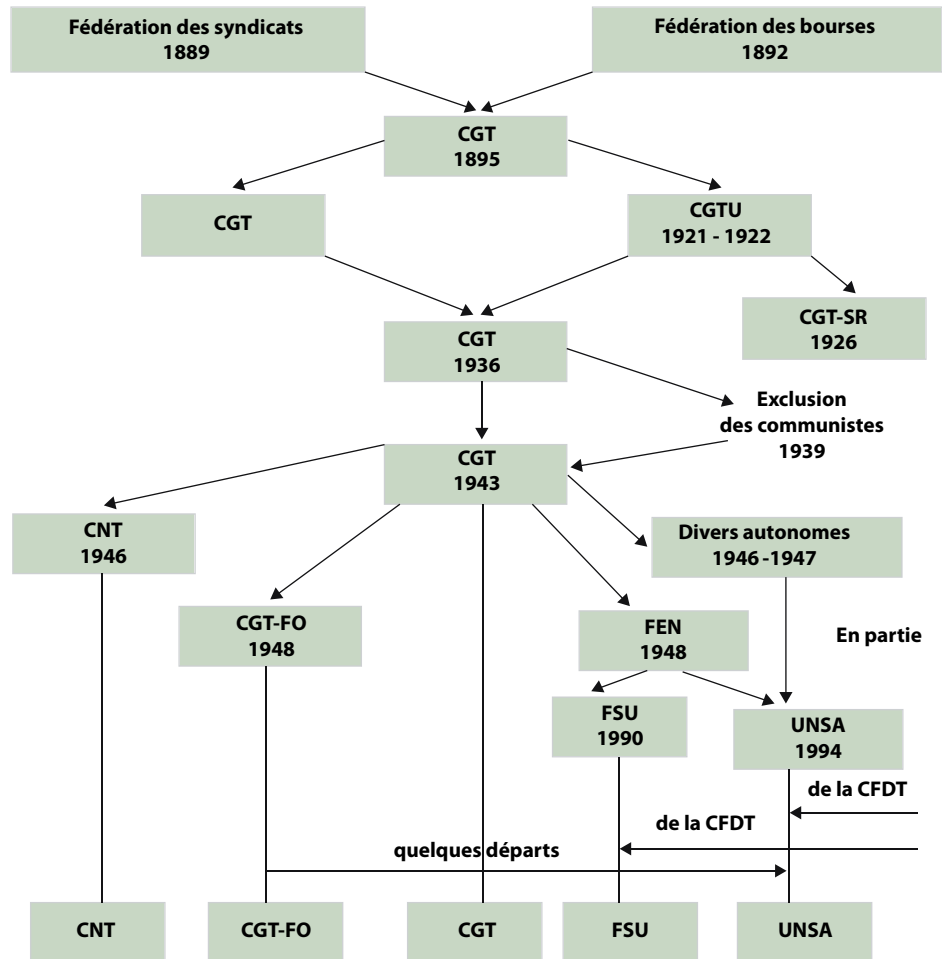 Fédération des syndicats
1889
Fédération des bourses
1892
CGT
1895
CGT
CGTU
1921 - 1922
CGT-SR
1926
CGT
1936
Exclusion
des communistes
1939
CGT
1943
CNT
1946
Divers autonomes
1946 -1947
CGT-FO
1948
FEN
1948
En partie
FSU
1990
UNSA
1994
de la CFDT
de la CFDT
quelques départs
CNT
CGT-FO
CGT
FSU
UNSA